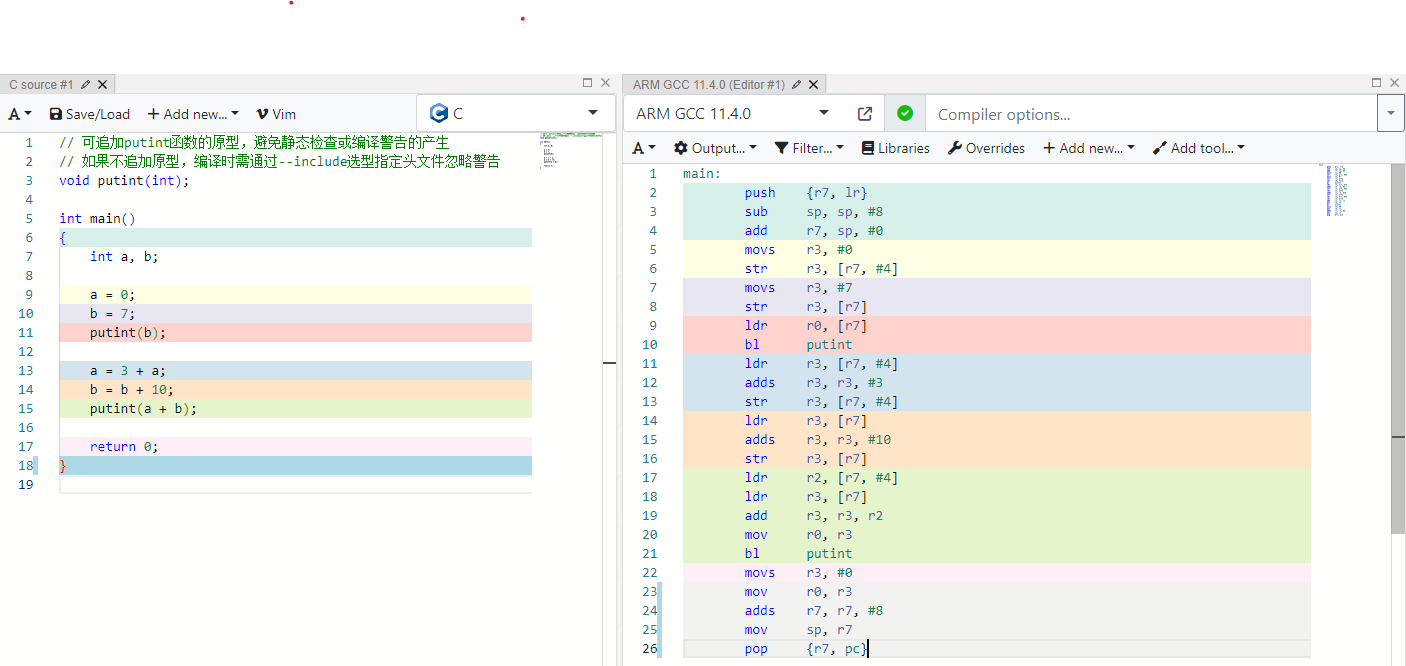 C source #1
A Save/Load + Add new... Vim C
1 // 可追加putint函数的原型，避免静态检查或编译警告的产生
2 // 如果不追加原型，编译时需通过--include选型指定头文件忽略警告
3 void putint(int);
4
5 int main()
6 {
7 int a, b;
8
9 a = 0;
10 b = 7;
11 putint(b);
12
13 a = 3 + a;
14 b = b + 10;
15 putint(a + b);
16
17 return 0;
18 }
19
ARM GCC 11.4.0 (Editor #1)
ARM GCC 11.4.0 Compiler options...
A Output... Filter... Libraries Overrides + Add new... Add tool...
1 main:
2 push {r7, lr}
3 sub sp, sp, #8
4 add r7, sp, #0
5 movs r3, #0
6 str r3, [r7, #4]
7 movs r3, #7
8 str r3, [r7]
9 ldr r0, [r7]
10 bl putint
11 ldr r3, [r7, #4]
12 adds r3, r3, #3
13 str r3, [r7, #4]
14 ldr r3, [r7]
15 adds r3, r3, #10
16 str r3, [r7]
17 ldr r2, [r7, #4]
18 ldr r3, [r7]
19 add r3, r3, r2
20 mov r0, r3
21 bl putint
22 movs r3, #0
23 mov r0, r3
24 adds r7, r7, #8
25 mov sp, r7
26 pop {r7, pc}